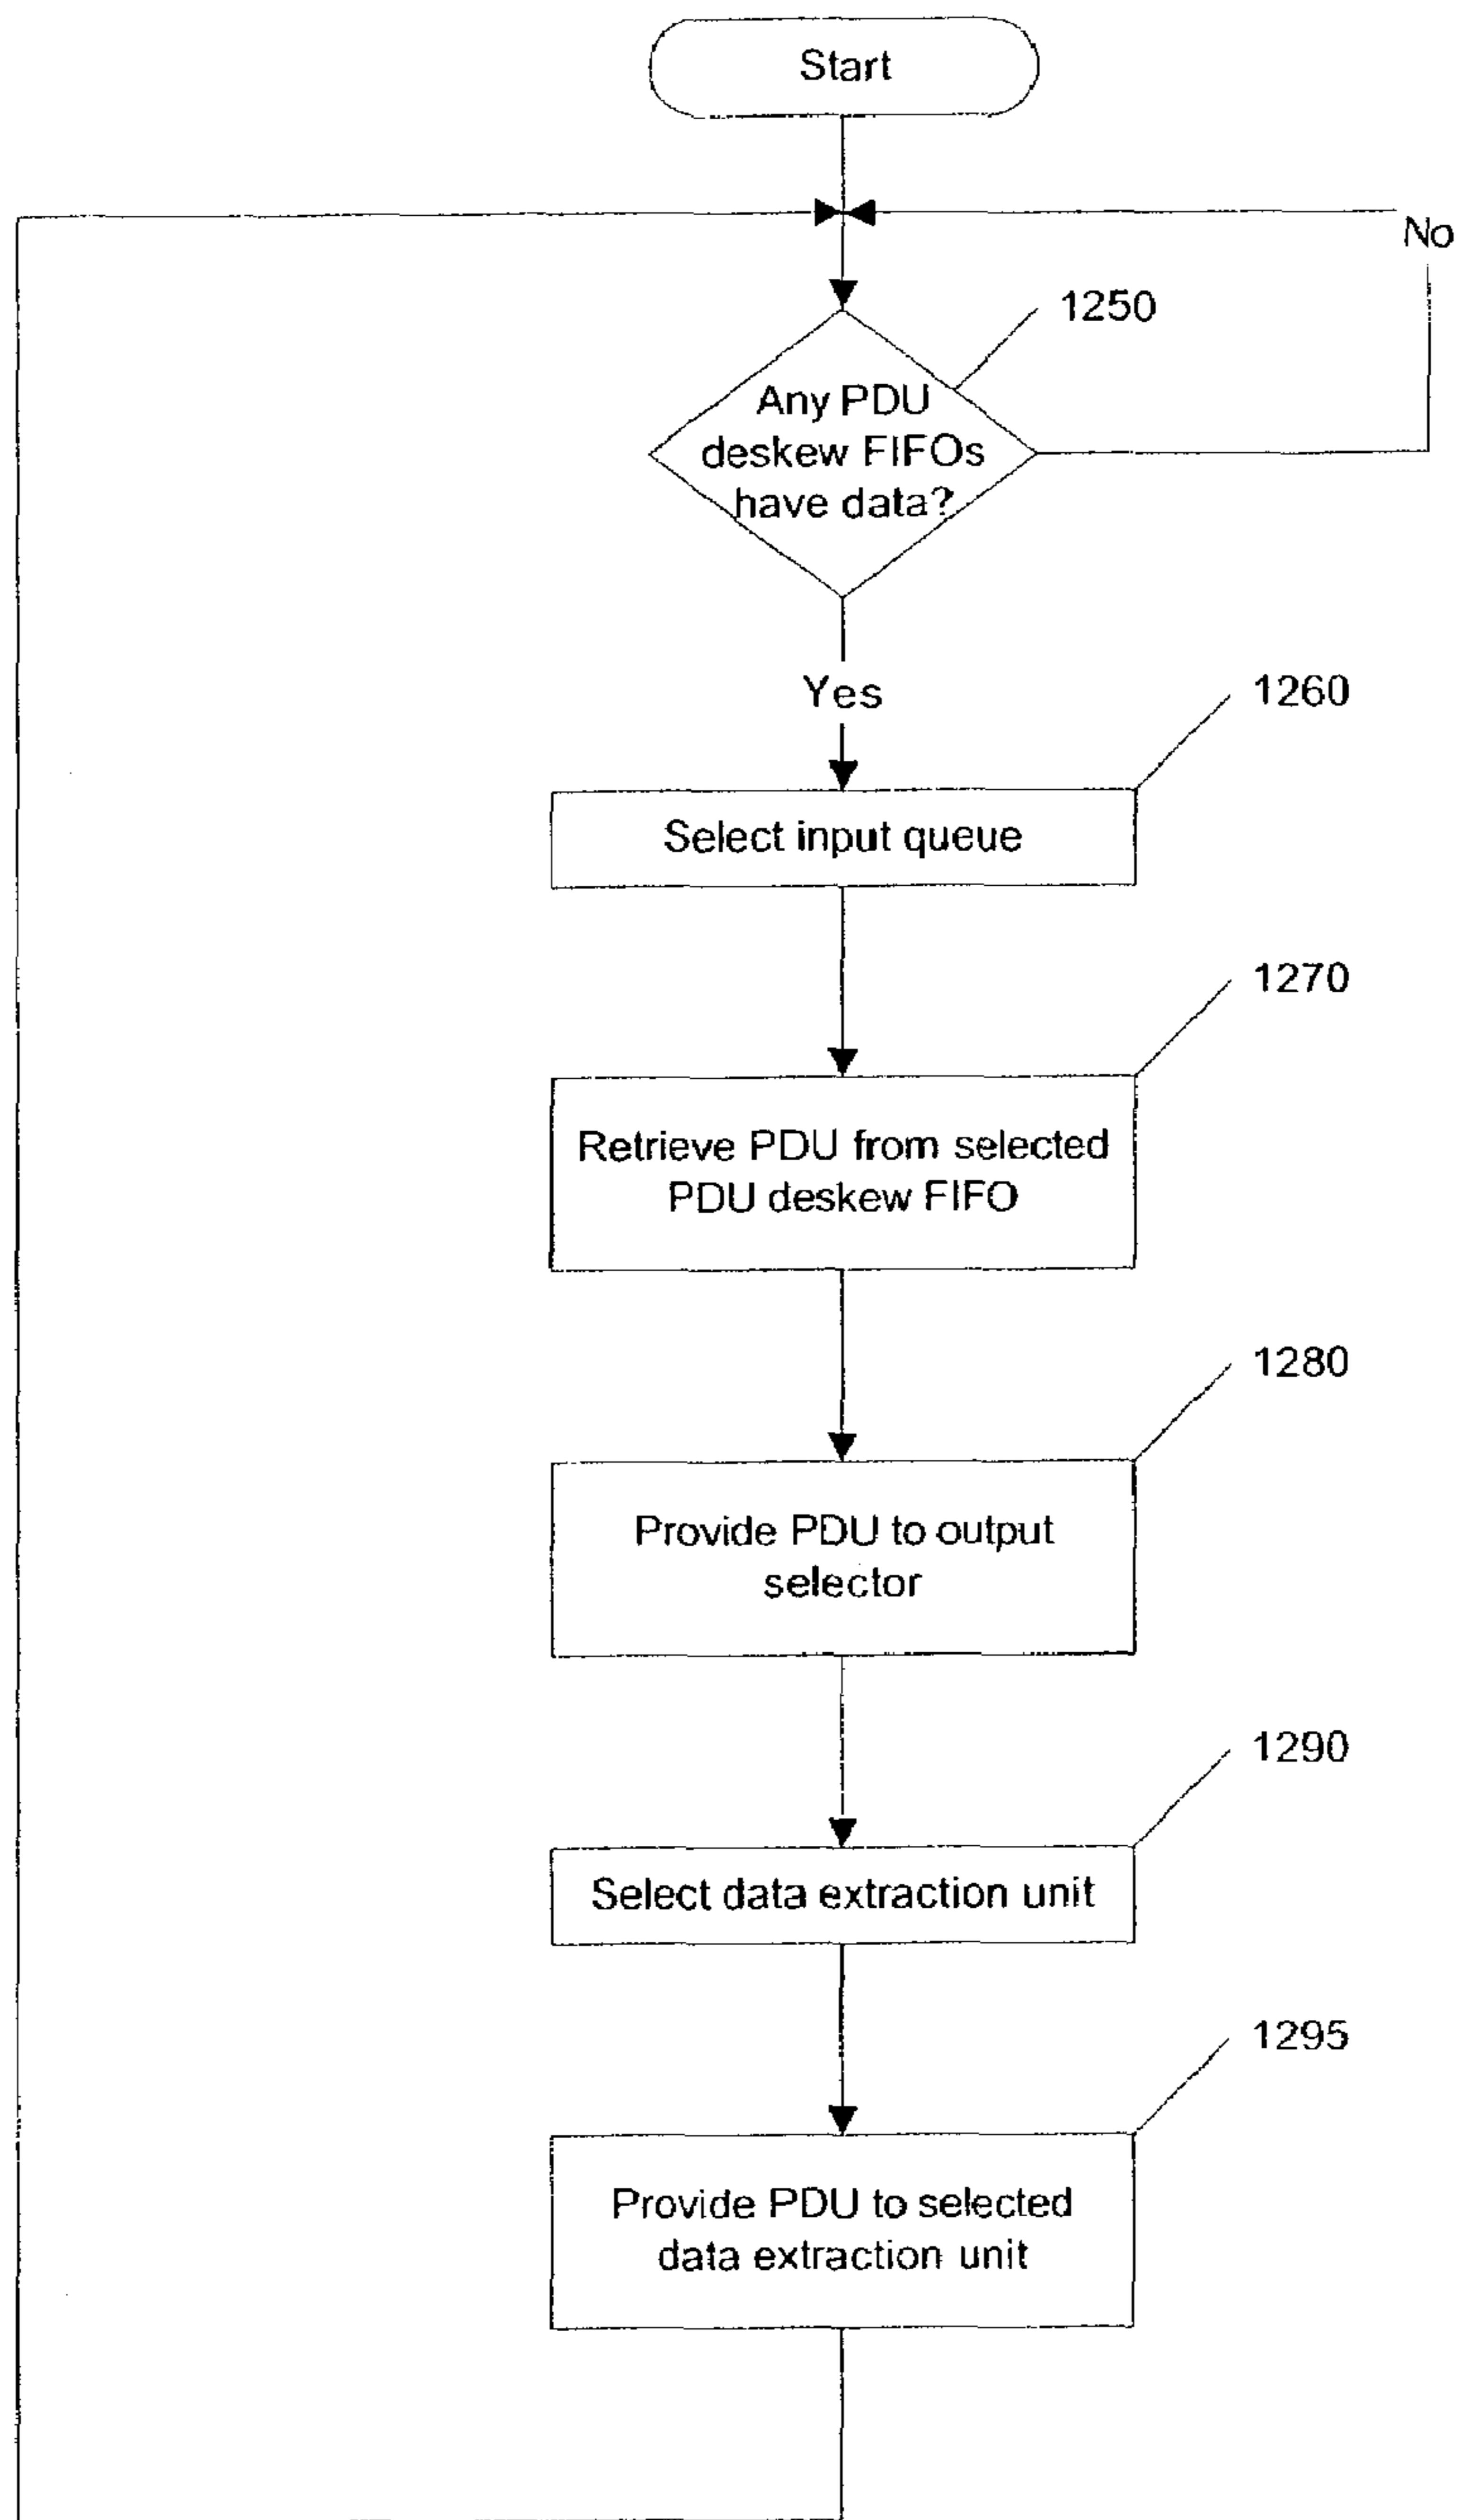 Start
No
1250
Any PDU
deskew FIFOs
have data?
Yes
1260
Select input queue
1270
Retrieve PDU from selected
PDU deskew FIFO
1280
Provide PDU to output
selector
1290
Select data extraction unit
1295
Provide PDU to selected
data extraction unit